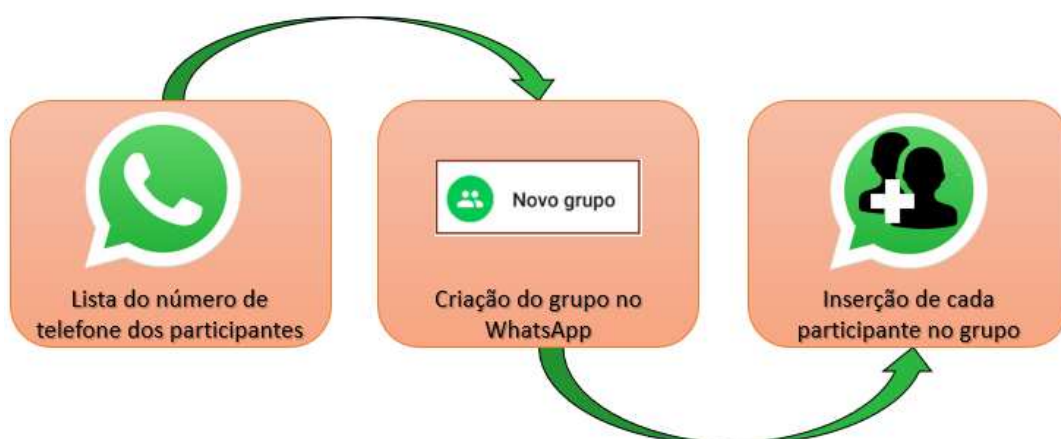 Lista do número de
telefone dos participantes
Novo grupo
Criação do grupo no
WhatsApp
Inserção de cada
participante no grupo